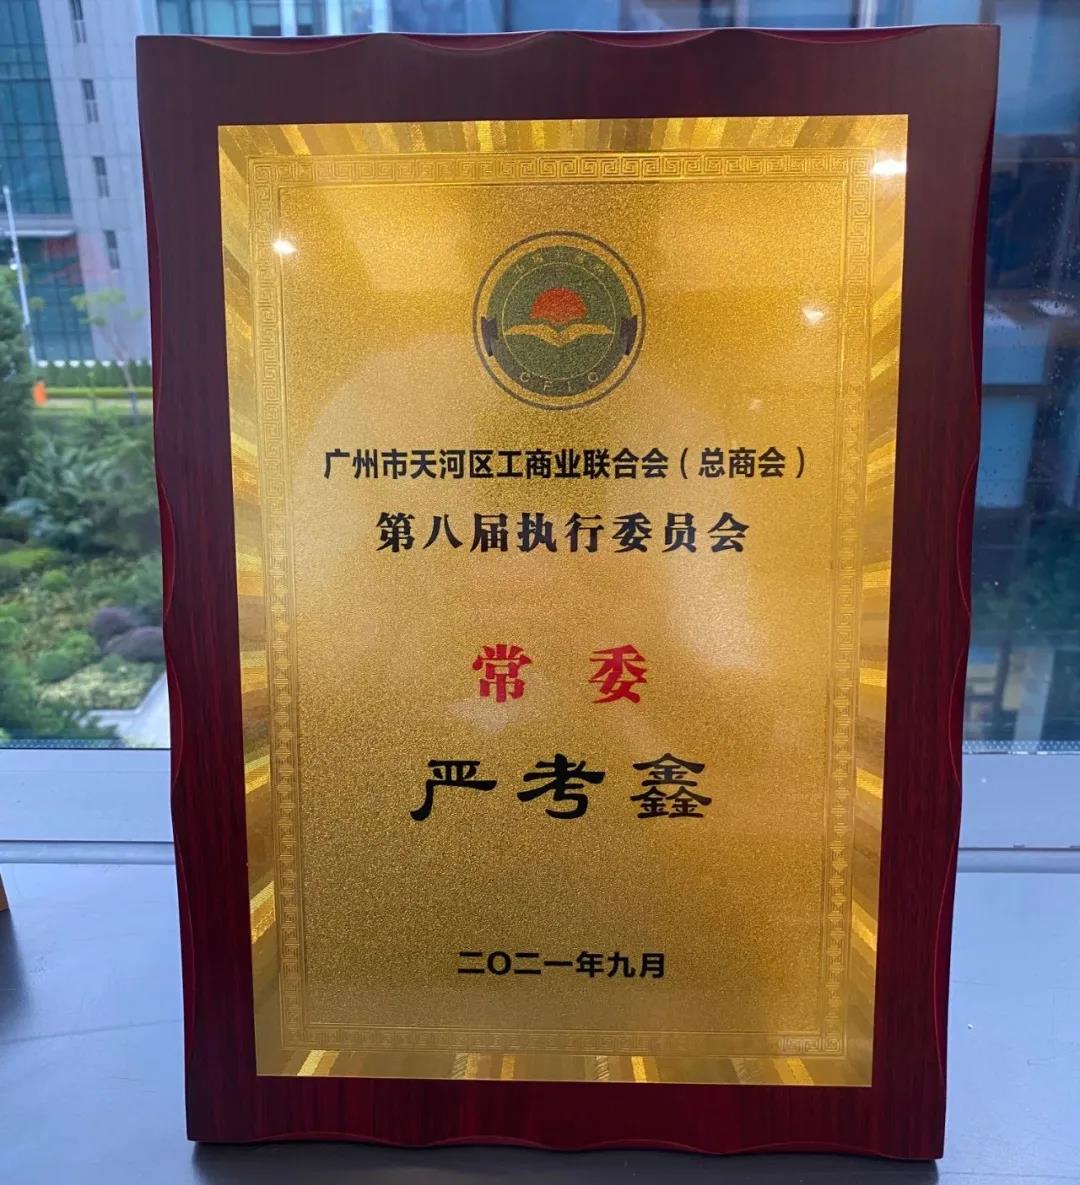 广州市天河区工商业联合会（总商会）
第八届执行委员会
常委
严考鑫
二〇二一年九月